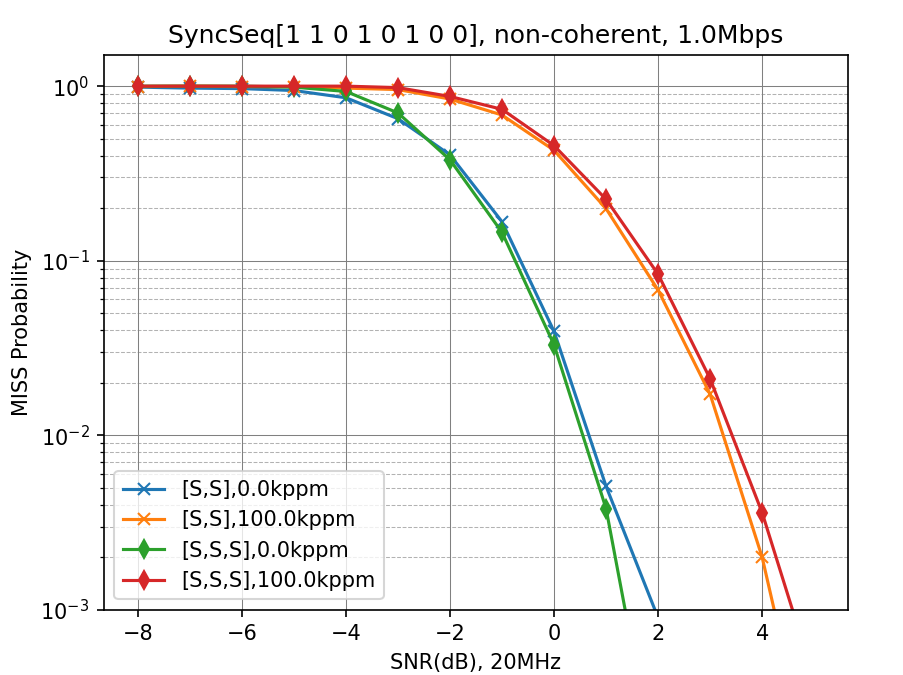 SyncSeq[1 1 0 1 0 1 0 0], non-coherent, 1.0Mbps
MISS Probability
10⁰
10⁻¹
10⁻²
10⁻³
[S,S],0.0kppm
[S,S],100.0kppm
[S,S,S],0.0kppm
[S,S,S],100.0kppm
−8 −6 −4 −2 0 2 4
SNR(dB), 20MHz